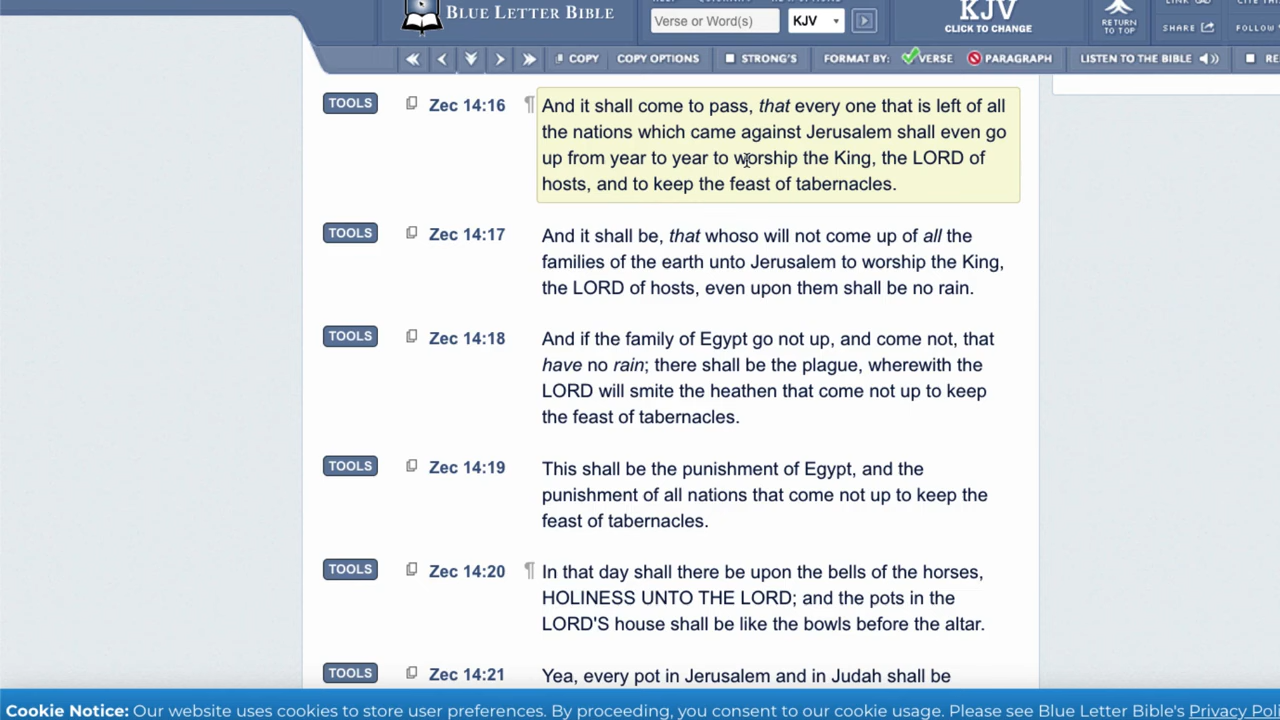 BLUE LETTER BIBLE
Verse or Word(s)
KJV
KJV
CLICK TO CHANGE
RETURN
TO TOP
SHARE
FOLLOW
COPY
COPY OPTIONS
STRONG'S
FORMAT BY:
VERSE
PARAGRAPH
LISTEN TO THE BIBLE
TOOLS
Zec 14:16
¶ And it shall come to pass, that every one that is left of all
the nations which came against Jerusalem shall even go
up from year to year to worship the King, the LORD of
hosts, and to keep the feast of tabernacles.
TOOLS
Zec 14:17
And it shall be, that whoso will not come up of all the
families of the earth unto Jerusalem to worship the King,
the LORD of hosts, even upon them shall be no rain.
TOOLS
Zec 14:18
And if the family of Egypt go not up, and come not, that
have no rain; there shall be the plague, wherewith the
LORD will smite the heathen that come not up to keep
the feast of tabernacles.
TOOLS
Zec 14:19
This shall be the punishment of Egypt, and the
punishment of all nations that come not up to keep the
feast of tabernacles.
TOOLS
Zec 14:20
¶ In that day shall there be upon the bells of the horses,
HOLINESS UNTO THE LORD; and the pots in the
LORD'S house shall be like the bowls before the altar.
TOOLS
Zec 14:21
Yea, every pot in Jerusalem and in Judah shall be
Cookie Notice: Our website uses cookies to store user preferences. By proceeding, you consent to our cookie usage. Please see Blue Letter Bible's Privacy Pol